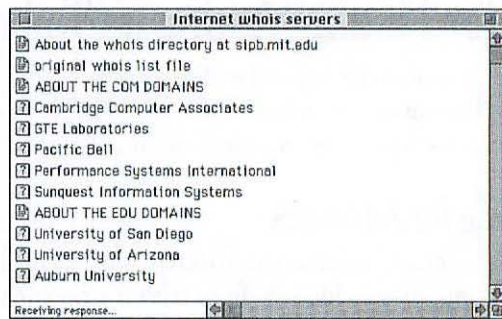 Internet whois servers
About the whois directory at sipb.mit.edu
original whois list file
ABOUT THE COM DOMAINS
Cambridge Computer Associates
GTE Laboratories
Pacific Bell
Performance Systems International
Sunquest Information Systems
ABOUT THE EDU DOMAINS
University of San Diego
University of Arizona
Auburn University
Receiving response...